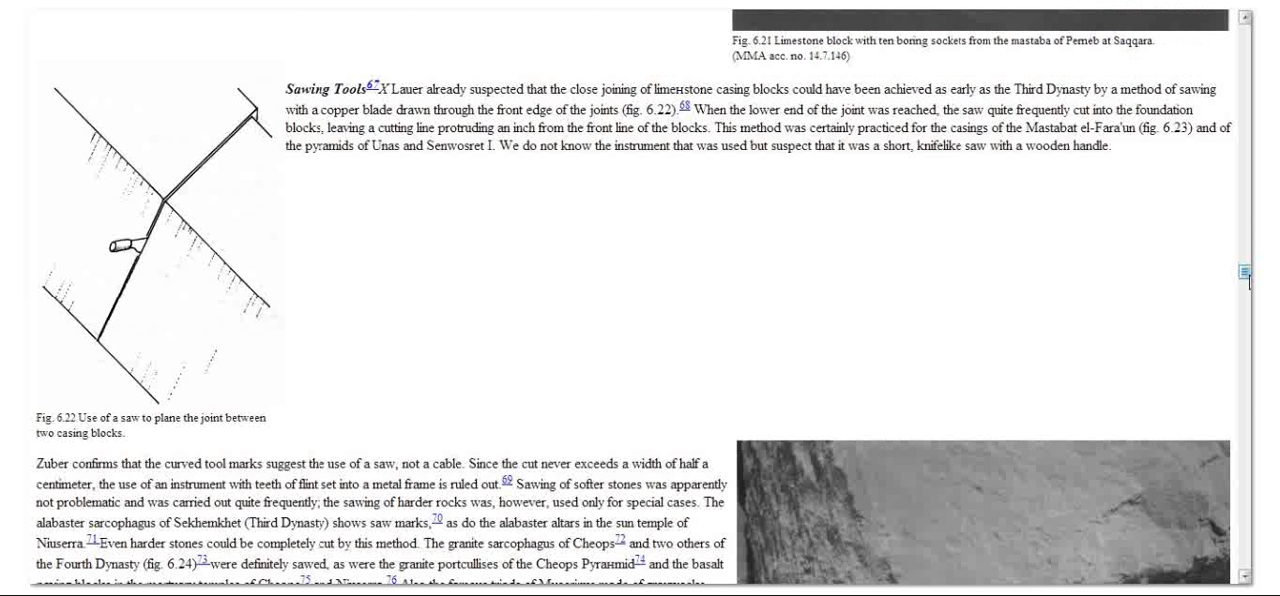 Fig. 6.21 Limestone block with ten boring sockets from the mastaba of Perneb at Saqqara.
(MMA acc. no. 14.7.146)
Sawing Tools67X Lauer already suspected that the close joining of limeнstone casing blocks could have been achieved as early as the Third Dynasty by a method of sawing
with a copper blade drawn through the front edge of the joints (fig. 6.22).68 When the lower end of the joint was reached, the saw quite frequently cut into the foundation
blocks, leaving a cutting line protruding an inch from the front line of the blocks. This method was certainly practiced for the casings of the Mastabat el-Fara'un (fig. 6.23) and of
the pyramids of Unas and Senwosret I. We do not know the instrument that was used but suspect that it was a short, knifelike saw with a wooden handle.
Fig. 6.22 Use of a saw to plane the joint between
two casing blocks.
Zuber confirms that the curved tool marks suggest the use of a saw, not a cable. Since the cut never exceeds a width of half a
centimeter, the use of an instrument with teeth of flint set into a metal frame is ruled out.69 Sawing of softer stones was apparently
not problematic and was carried out quite frequently; the sawing of harder rocks was, however, used only for special cases. The
alabaster sarcophagus of Sekhemkhet (Third Dynasty) shows saw marks,70 as do the alabaster altars in the sun temple of
Niuserra.71 Even harder stones could be completely cut by this method. The granite sarcophagus of Cheops72 and two others of
the Fourth Dynasty (fig. 6.24)73 were definitely sawed, as were the granite portcullises of the Cheops Pyraнmid74 and the basalt